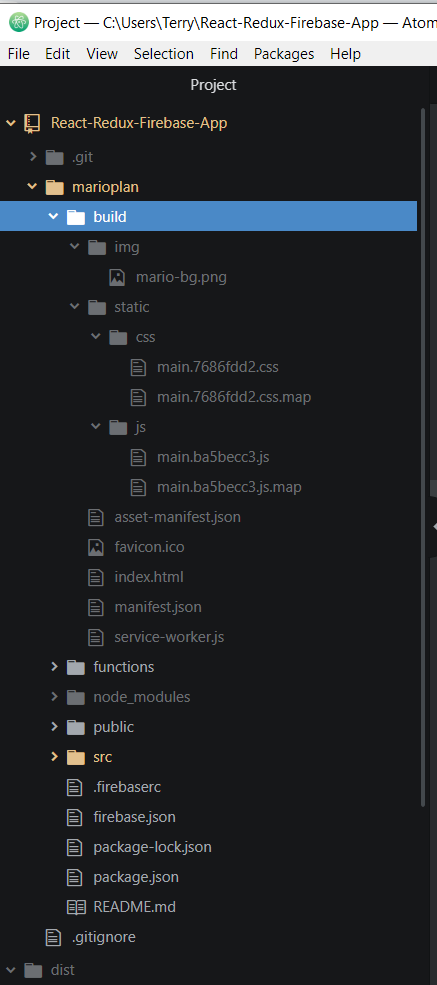 Project — C:\Users\Terry\React-Redux-Firebase-App — Atom
File Edit View Selection Find Packages Help
Project
React-Redux-Firebase-App
.git
marioplan
build
img
mario-bg.png
static
css
main.7686fdd2.css
main.7686fdd2.css.map
js
main.ba5becc3.js
main.ba5becc3.js.map
asset-manifest.json
favicon.ico
index.html
manifest.json
service-worker.js
functions
node_modules
public
src
.firebaserc
firebase.json
package-lock.json
package.json
README.md
.gitignore
dist